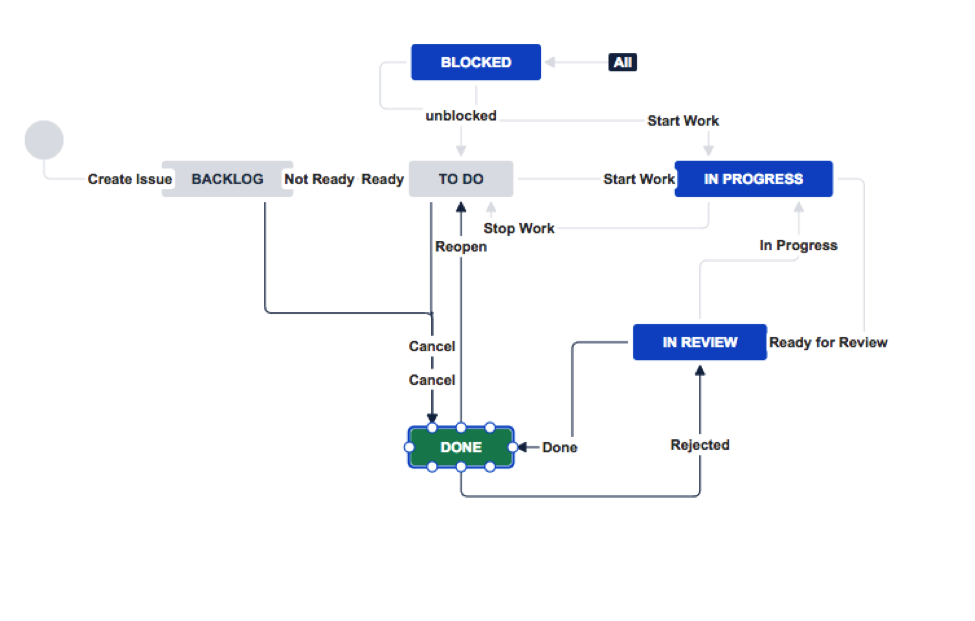 BLOCKED
All
unblocked
Start Work
Create Issue
BACKLOG
Not Ready
Ready
TO DO
Start Work
IN PROGRESS
Stop Work
Reopen
In Progress
IN REVIEW
Ready for Review
Cancel
Cancel
DONE
Done
Rejected